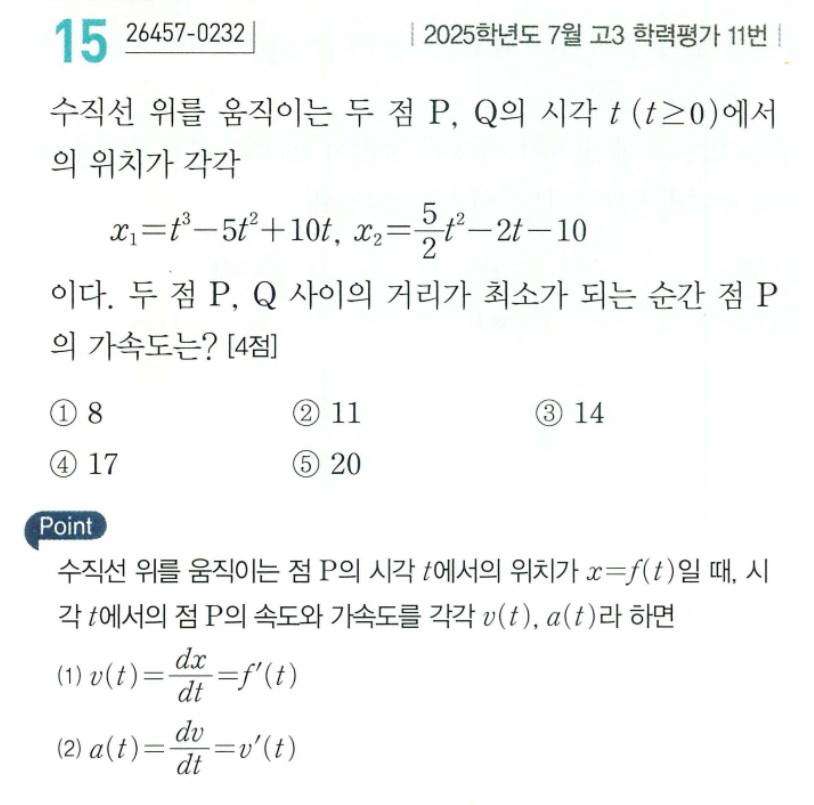 15 26457-0232 | 2025학년도 7월 고3 학력평가 11번 |
수직선 위를 움직이는 두 점 P, Q의 시각 t (t≥0)에서
의 위치가 각각
x₁=t³−5t²+10t, x₂=5/2 t²−2t−10
이다. 두 점 P, Q 사이의 거리가 최소가 되는 순간 점 P
의 가속도는? [4점]
① 8 ② 11 ③ 14
④ 17 ⑤ 20
Point
수직선 위를 움직이는 점 P의 시각 t에서의 위치가 x=f(t)일 때, 시
각 t에서의 점 P의 속도와 가속도를 각각 v(t), a(t)라 하면
(1) v(t)=dx/dt=f′(t)
(2) a(t)=dv/dt=v′(t)